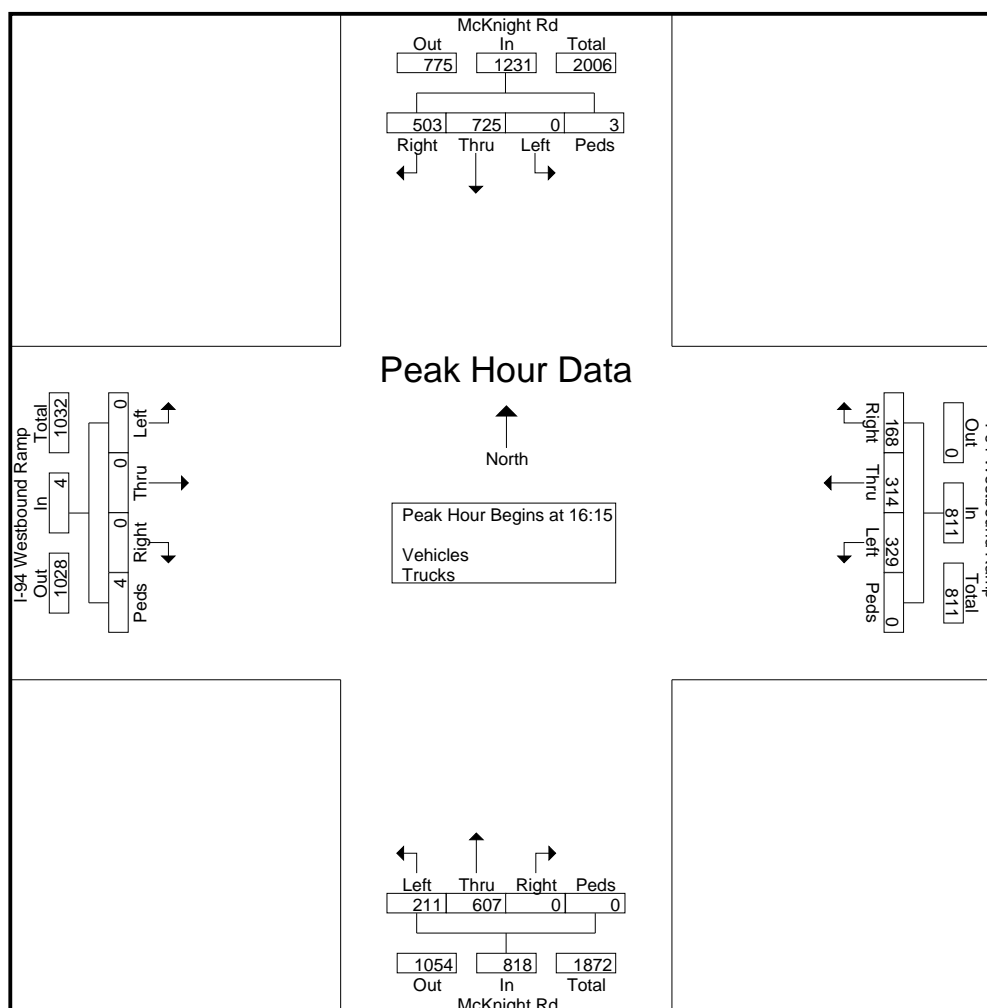 McKnight Rd
Out In Total
775 1231 2006
503 725 0 3
Right Thru Left Peds
Peak Hour Data
North
Peak Hour Begins at 16:15
Vehicles
Trucks
I-94 Westbound Ramp
Out In Total
1028 4 1032
Peds Right Thru Left
4 0 0 0
Out In Total
0 811 811
168 314 329 0
Right Thru Left Peds
Left Thru Right Peds
211 607 0 0
1054 818 1872
Out In Total
McKnight Rd